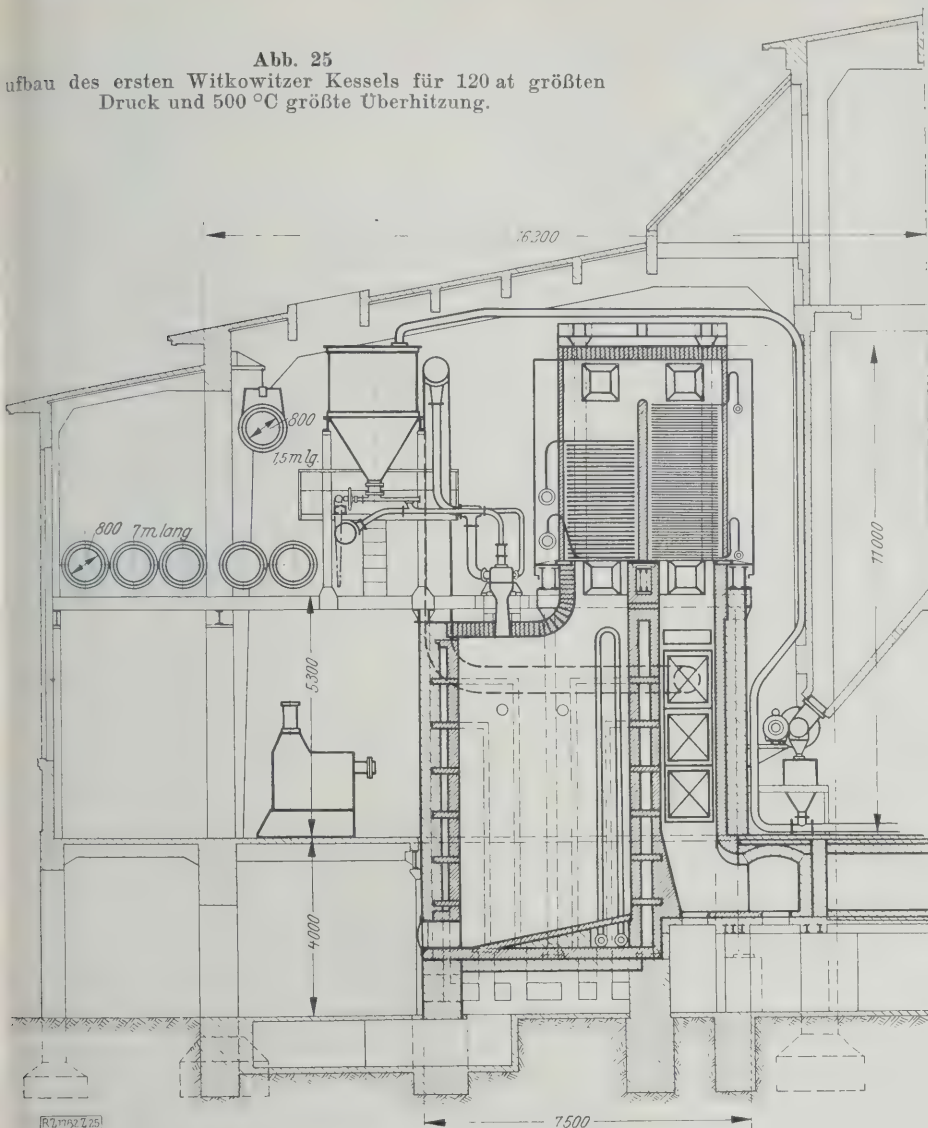 Abb. 25
ufbau des ersten Witkowitzer Kessels für 120 at größten
Druck und 500 °C größte Überhitzung.
16300
800
1,5 m lg.
800 7 m lang
11000
5300
4000
7500